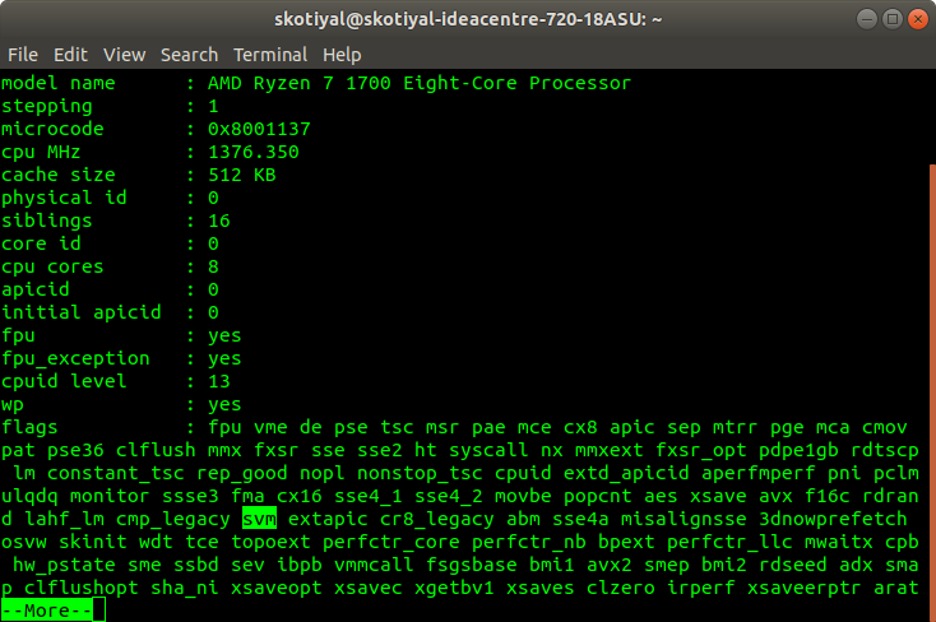 skotiyal@skotiyal-ideacentre-720-18ASU: ~
File Edit View Search Terminal Help
model name : AMD Ryzen 7 1700 Eight-Core Processor
stepping : 1
microcode : 0x8001137
cpu MHz : 1376.350
cache size : 512 KB
physical id : 0
siblings : 16
core id : 0
cpu cores : 8
apicid : 0
initial apicid : 0
fpu : yes
fpu_exception : yes
cpuid level : 13
wp : yes
flags : fpu vme de pse tsc msr pae mce cx8 apic sep mtrr pge mca cmov
pat pse36 clflush mmx fxsr sse sse2 ht syscall nx mmxext fxsr_opt pdpe1gb rdtscp
lm constant_tsc rep_good nopl nonstop_tsc cpuid extd_apicid aperfmperf pni pclm
ulqdq monitor ssse3 fma cx16 sse4_1 sse4_2 movbe popcnt aes xsave avx f16c rdran
d lahf_lm cmp_legacy svm extapic cr8_legacy abm sse4a misalignsse 3dnowprefetch
osvw skinit wdt tce topoext perfctr_core perfctr_nb bpext perfctr_llc mwaitx cpb
hw_pstate sme ssbd sev ibpb vmmcall fsgsbase bmi1 avx2 smep bmi2 rdseed adx sma
p clflushopt sha_ni xsaveopt xsavec xgetbv1 xsaves clzero irperf xsaveerptr arat
--More--